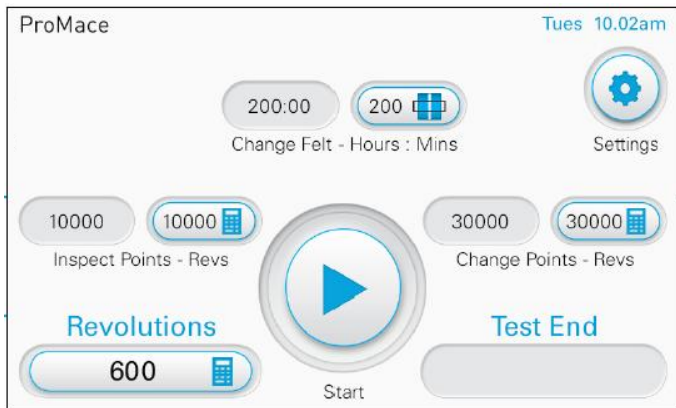 ProMace
Tues 10.02am
200:00
200
Change Felt - Hours : Mins
Settings
10000
10000
Inspect Points - Revs
30000
30000
Change Points - Revs
Revolutions
600
Start
Test End